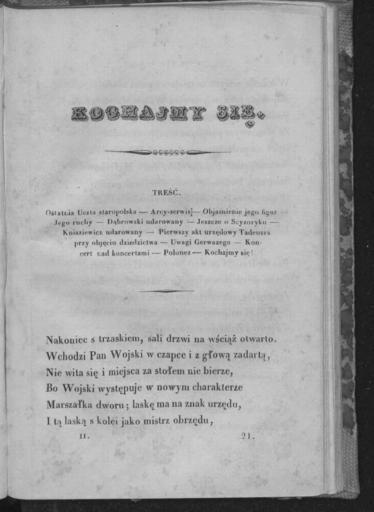 KOCHAJMY SIĘ.
TREŚĆ.
Ostatnia Uczta staropolska — Arcy-serwis — Objaśnienie jego figur
Jego ruchy — Dąbrowski udarowany — Jeszcze o Scyzoryku —
Kniaziewicz udarowany — Pierwszy akt urzędowy Tadeusza
przy objęciu dziedzictwa — Uwagi Gerwazego — Kon-
cert nad koncertami — Polonez — Kochajmy się!
Nakoniec s trzaskiem, sali drzwi na wściąż otwarto.
Wchodzi Pan Wojski w czapce i z głową zadartą,
Nie wita się i miejsca za stołem nie bierze,
Bo Wojski występuje w nowym charakterze
Marszałka dworu; laskę ma na znak urzędu,
I tą laską s kolei jako mistrz obrzędu,
II. 21.